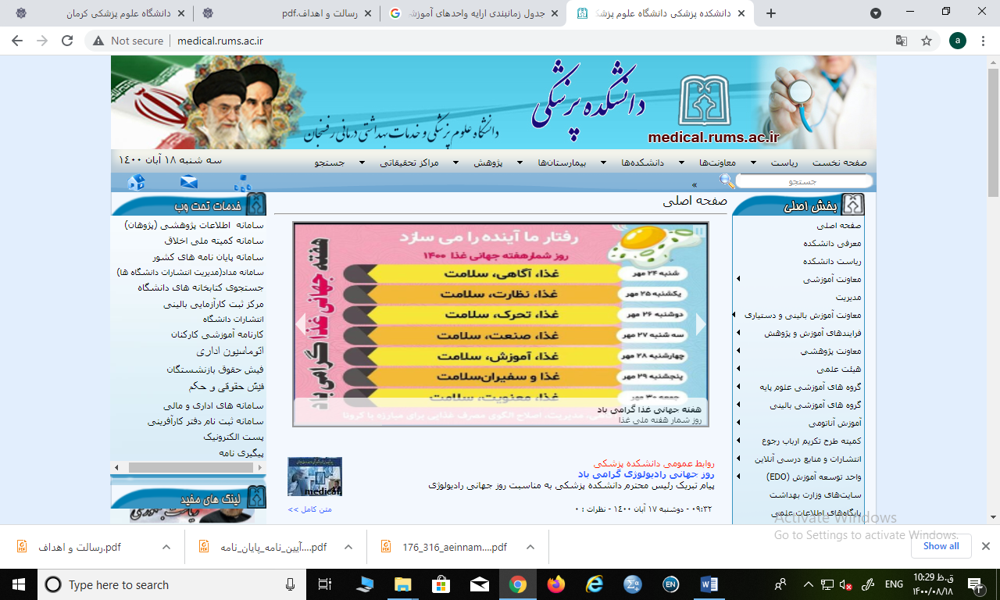 دانشگاه علوم پزشکی کرمان
رسالت و اهداف.pdf
جدول زمانبندی ارایه واحدهای آموزش
دانشکده پزشکی دانشگاه علوم پزشک
Not secure
medical.rums.ac.ir
a
دانشکده پزشکی
دانشگاه علوم پزشکی و خدمات بهداشتی درمانی رفسنجان
medical.rums.ac.ir
صفحه نخست
ریاست
معاونت‌ها
دانشکده‌ها
بیمارستان‌ها
پژوهش
مراکز تحقیقاتی
جستجو
سه شنبه ۱۸ آبان ۱۴۰۰
جستجو
»
بخش اصلی
صفحه اصلی
معرفی دانشکده
ریاست دانشکده
معاونت آموزشی
مدیریت
معاونت آموزش بالینی و دستیاری
فرایندهای آموزش و پژوهش
معاونت پژوهشی
هیئت علمی
گروه های آموزشی علوم پایه
گروه های آموزشی بالینی
آموزش آناتومی
کمیته طرح تکریم ارباب رجوع
انتشارات و منابع درسی آنلاین
واحد توسعه آموزش (EDO)
سایت‌های وزارت بهداشت
پایگاه‌های اطلاعات علمی
صفحه اصلی
رفتار ما آینده را می سازد
روز شمارهفته جهانی غذا ۱۴۰۰
هفته جهانی غذا گرامی باد
شنبه ۲۴ مهر
غذا، آگاهی، سلامت
یکشنبه ۲۵ مهر
غذا، نظارت، سلامت
دوشنبه ۲۶ مهر
غذا، تحرک، سلامت
سه شنبه ۲۷ مهر
غذا، صنعت، سلامت
چهارشنبه ۲۸ مهر
غذا، آموزش، سلامت
پنجشنبه ۲۹ مهر
غذا و سفیران‌سلامت
جمعه ۳۰ مهر
غذا، معنویت، سلامت
هفته جهانی غذا گرامی باد
روز شمار هفته ملی غذا
روابط عمومی دانشکده پزشکی
روز جهانی رادیولوژی گرامی باد
پیام تبریک رئیس محترم دانشکده پزشکی به مناسبت روز جهانی رادیولوژی
medical
۰۹:۳۲ - دوشنبه ۱۷ آبان ۱۴۰۰ - نظرات : ۰
متن کامل >>
خدمات تحت وب
سامانه اطلاعات پژوهشی (پژوهان)
سامانه کمیته ملی اخلاق
سامانه پایان نامه های کشور
سامانه مداد(مدیریت انتشارات دانشگاه ها)
جستجوی کتابخانه های دانشگاه
مرکز ثبت کارآزمایی بالینی
انتشارات دانشگاه
کارنامه آموزشی کارکنان
اتوماسیون اداری
فیش حقوق بازنشستگان
فیش حقوقی و حکم
سامانه های اداری و مالی
سامانه ثبت نام دفتر کارآفرینی
پست الکترونیک
پیگیری نامه
لینک های مفید
Activate Windows
Go to Settings to activate Windows.
رسالت و اهداف.pdf
آیین_نامه_پایان_نامه....pdf
176_316_aeinnam....pdf
Show all
Type here to search
EN
ENG
10:29 ق.ظ
۱۴۰۰/۰۸/۱۸
۳